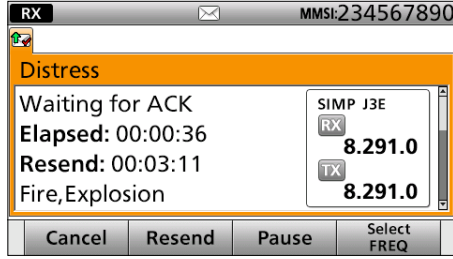 RX MMSI:234567890
Distress
Waiting for ACK
Elapsed: 00:00:36
Resend: 00:03:11
Fire,Explosion
SIMP J3E
RX
8.291.0
TX
8.291.0
Cancel Resend Pause Select FREQ